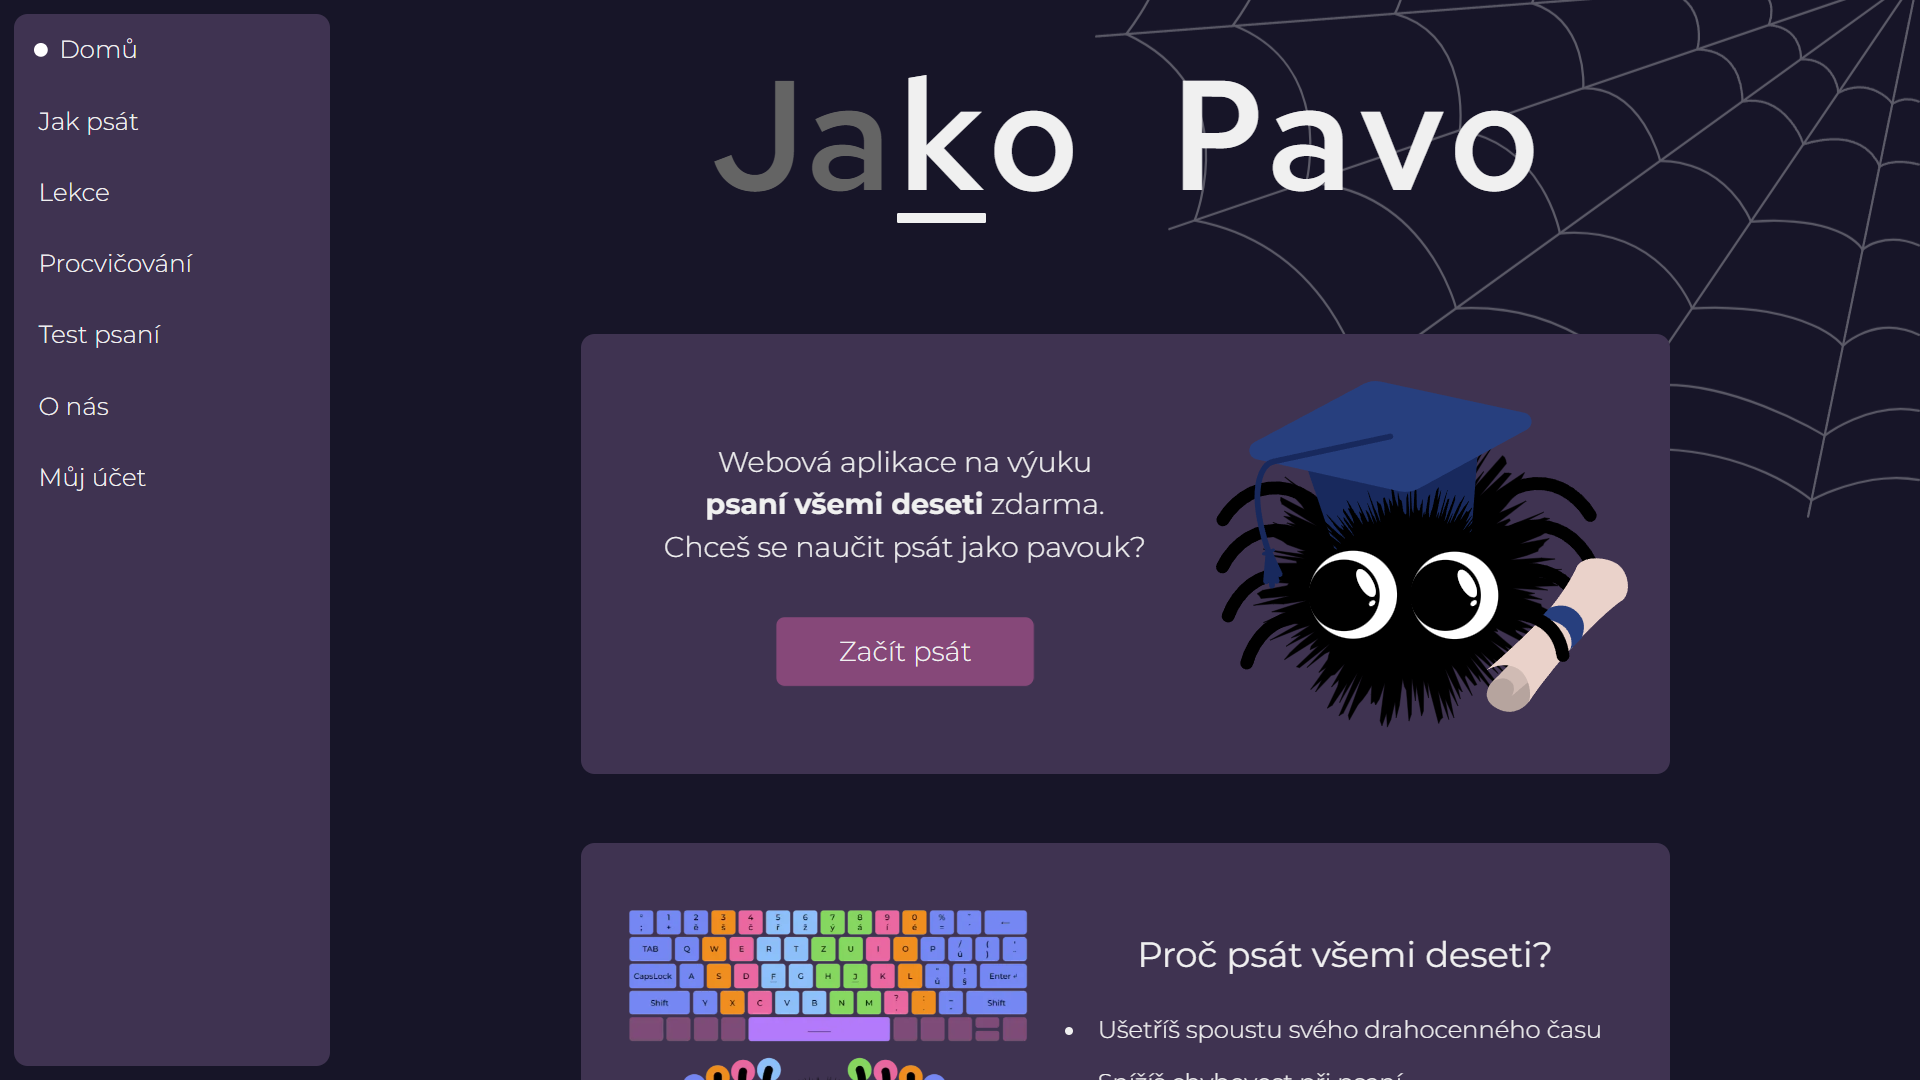 Domů
Jak psát
Lekce
Procvičování
Test psaní
O nás
Můj účet
Jako Pavo
Webová aplikace na výuku
psaní všemi deseti zdarma.
Chceš se naučit psát jako pavouk?
Začít psát
1 2 3 4 5 6 7 8 9 0 %
; + ě š č ř ž ý á í é =
TAB Q W E R T Z U I O P / ú ( )
CapsLock A S D F G H J K L " ů ! §
Enter
Shift Y X C V B N M ? , : . - Shift
Proč psát všemi deseti?
Ušetříš spoustu svého drahocenného času